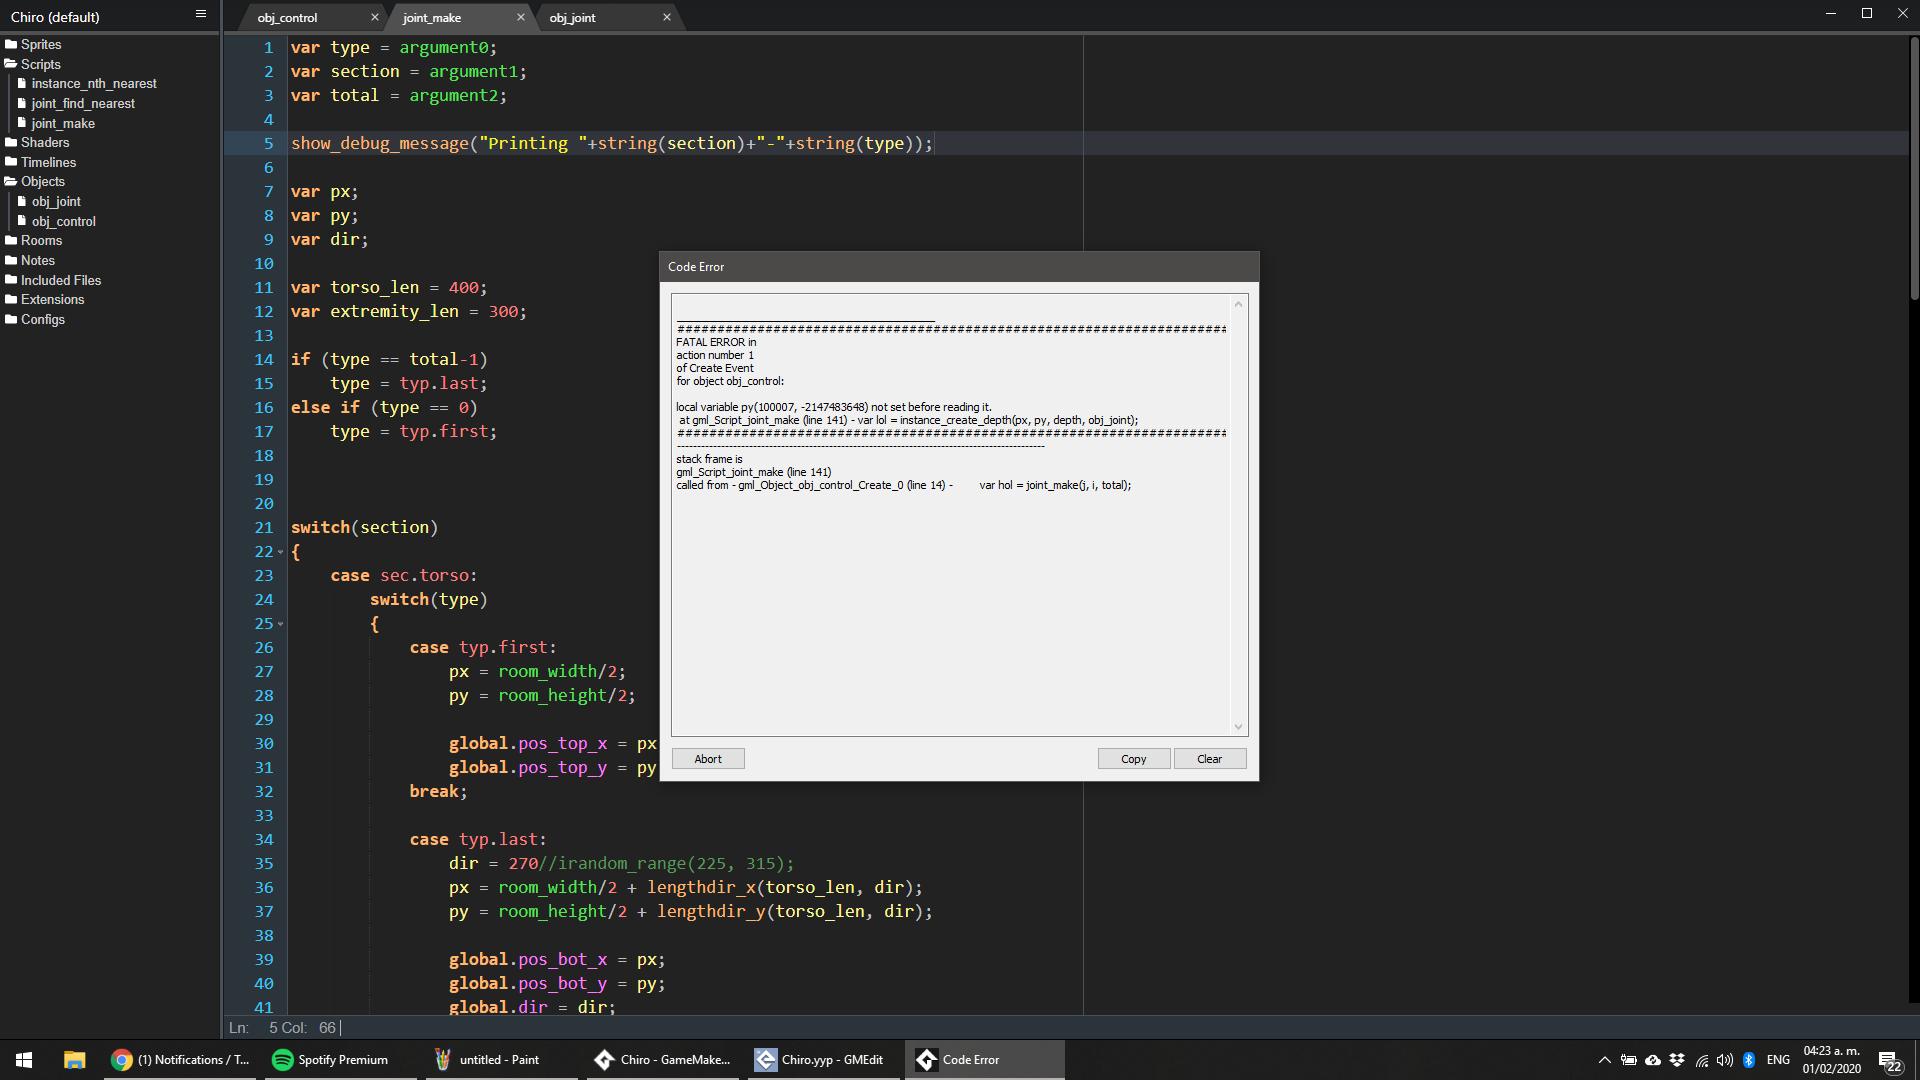 Chiro (default)
obj_control
joint_make
obj_joint
Sprites
Scripts
instance_nth_nearest
joint_find_nearest
joint_make
Shaders
Timelines
Objects
obj_joint
obj_control
Rooms
Notes
Included Files
Extensions
Configs
1 var type = argument0;
2 var section = argument1;
3 var total = argument2;
4
5 show_debug_message("Printing "+string(section)+"-"+string(type));
6
7 var px;
8 var py;
9 var dir;
10
11 var torso_len = 400;
12 var extremity_len = 300;
13
14 if (type == total-1)
15 type = typ.last;
16 else if (type == 0)
17 type = typ.first;
18
19
20
21 switch(section)
22 {
23 case sec.torso:
24 switch(type)
25 {
26 case typ.first:
27 px = room_width/2;
28 py = room_height/2;
29
30 global.pos_top_x = px
31 global.pos_top_y = py
32 break;
33
34 case typ.last:
35 dir = 270//irandom_range(225, 315);
36 px = room_width/2 + lengthdir_x(torso_len, dir);
37 py = room_height/2 + lengthdir_y(torso_len, dir);
38
39 global.pos_bot_x = px;
40 global.pos_bot_y = py;
41 global.dir = dir;
Ln: 5 Col: 66
Code Error
FATAL ERROR in
action number 1
of Create Event
for object obj_control:
local variable py(100007, -2147483648) not set before reading it.
at gml_Script_joint_make (line 141) - var lol = instance_create_depth(px, py, depth, obj_joint);
stack frame is
gml_Script_joint_make (line 141)
called from - gml_Object_obj_control_Create_0 (line 14) - var hol = joint_make(j, i, total);
Abort
Copy
Clear
(1) Notifications / T...
Spotify Premium
untitled - Paint
Chiro - GameMake...
Chiro.yyp - GMEdit
Code Error
ENG
04:23 a. m.
01/02/2020
22